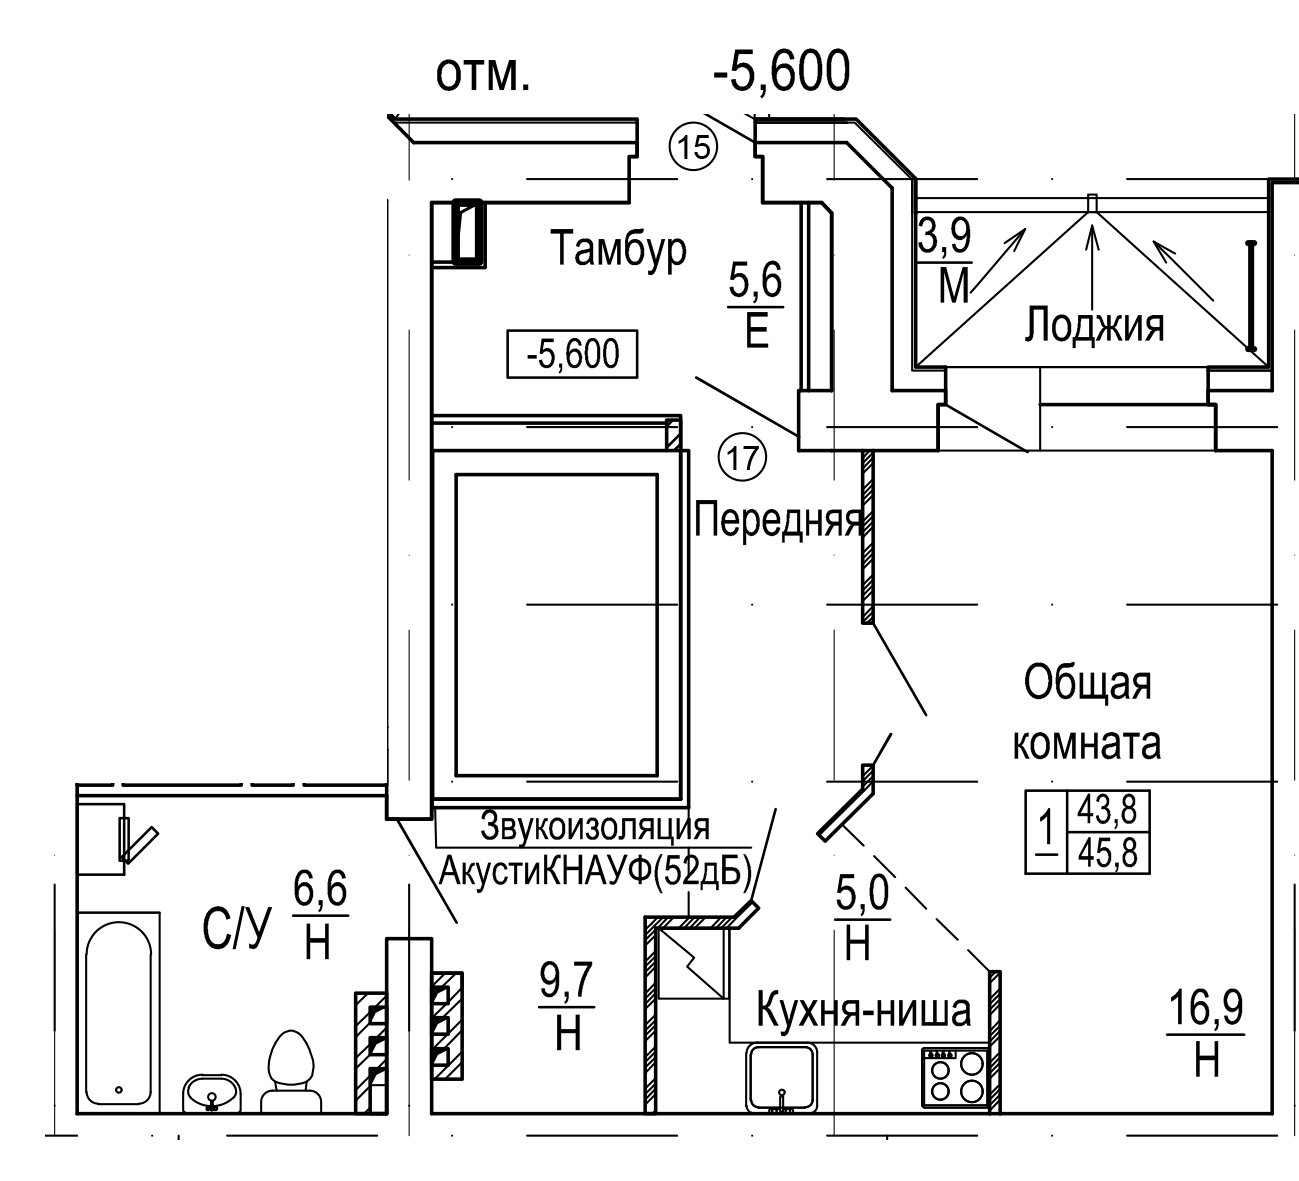 отм. -5,600
15
Тамбур
3,9
М
5,6
Е
Лоджия
-5,600
17
Передняя
Общая
комната
1 43,8
45,8
Звукоизоляция
АкустиКНАУФ(52дБ)
6,6
Н
С/У
5,0
Н
9,7
Н
Кухня-ниша
16,9
Н